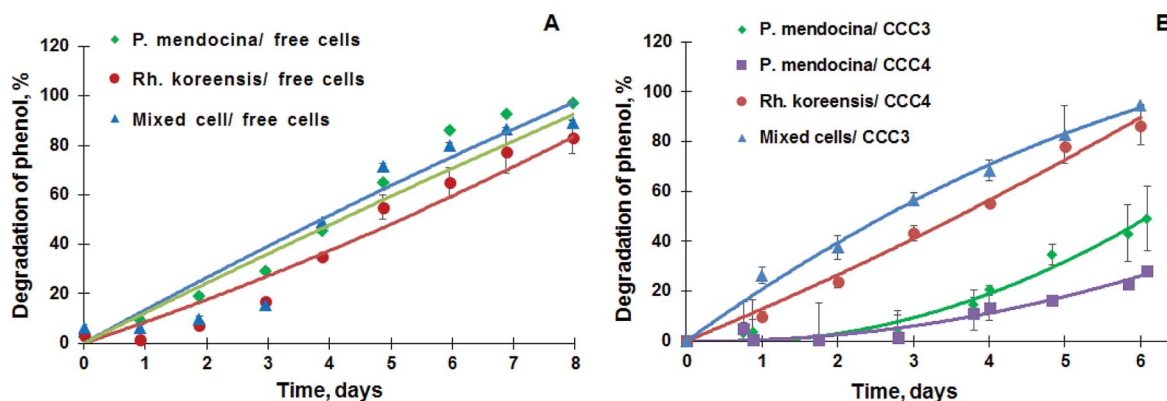 A
P. mendocina/ free cells
Rh. koreensis/ free cells
Mixed cell/ free cells
Degradation of phenol, %
120
100
80
60
40
20
0
0 1 2 3 4 5 6 7 8
Time, days
P. mendocina/ CCC3
P. mendocina/ CCC4
Rh. koreensis/ CCC4
Mixed cells/ CCC3
Degradation of phenol, %
120
100
80
60
40
20
0
0 1 2 3 4 5 6
Time, days